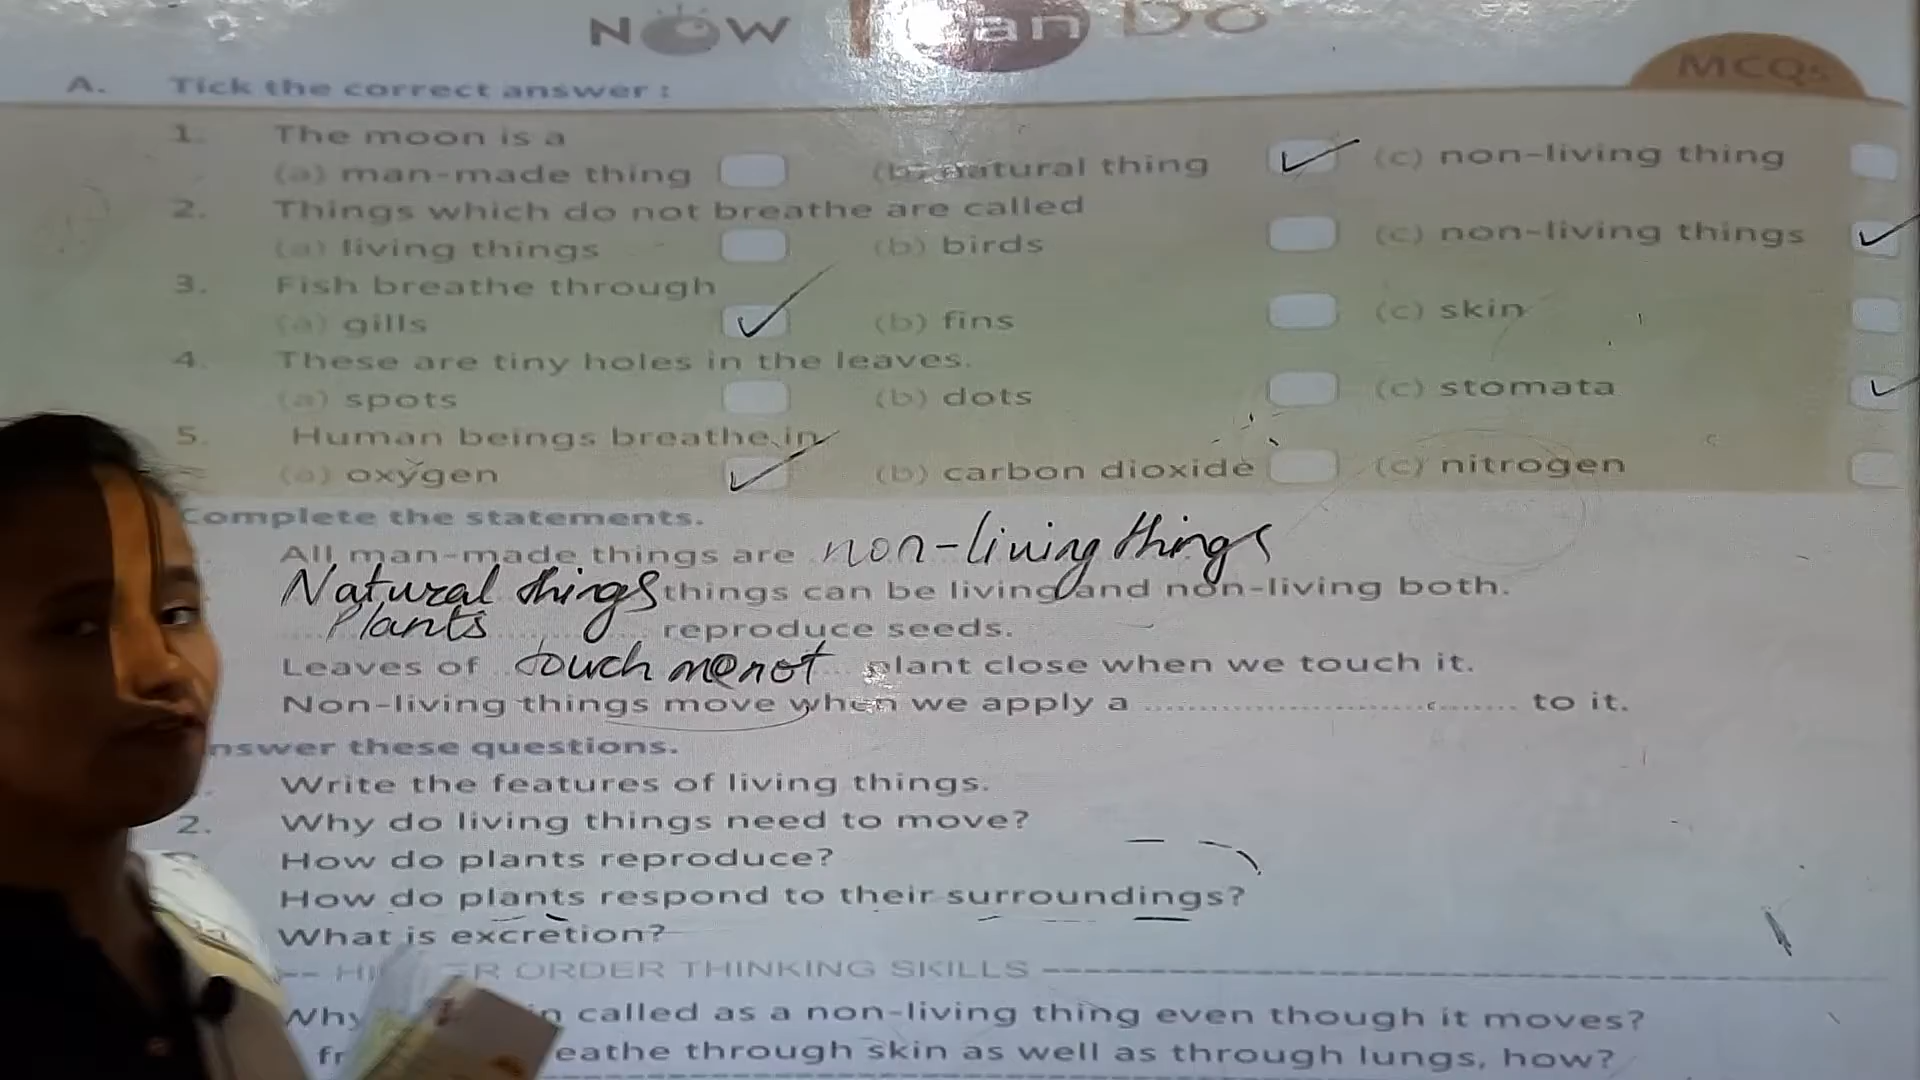 NOW I Can Do
MCQs
A. Tick the correct answer :
1. The moon is a
(a) man-made thing (b) natural thing ✓ (c) non-living thing
2. Things which do not breathe are called
(a) living things (b) birds (c) non-living things ✓
3. Fish breathe through
(a) gills ✓ (b) fins (c) skin
4. These are tiny holes in the leaves.
(a) spots (b) dots (c) stomata ✓
5. Human beings breathe in
(a) oxygen ✓ (b) carbon dioxide (c) nitrogen
Complete the statements.
All man-made things are non-living things
Natural things things can be living and non-living both.
Plants reproduce seeds.
Leaves of touch me not plant close when we touch it.
Non-living things move when we apply a .................... to it.
nswer these questions.
Write the features of living things.
2. Why do living things need to move?
How do plants reproduce?
How do plants respond to their surroundings?
What is excretion?
ORDER THINKING SKILLS
Why called as a non-living thing even though it moves?
eathe through skin as well as through lungs, how?